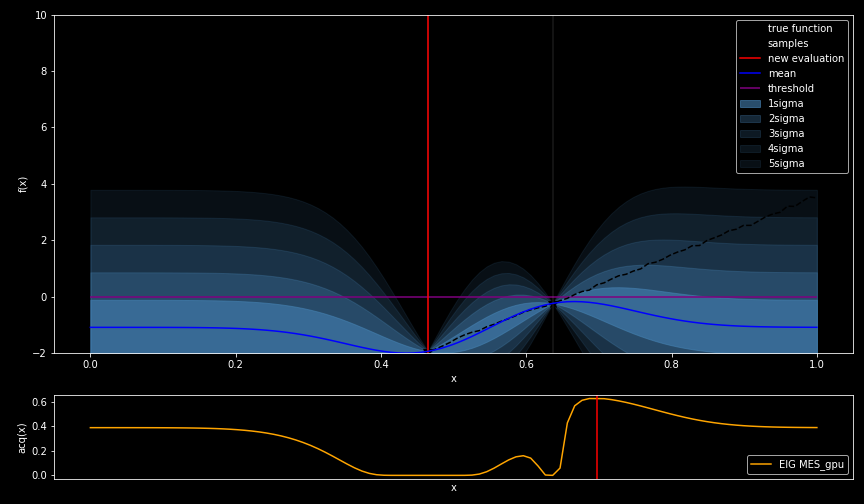 10
8
6
4
2
0
−2
f(x)
0.0 0.2 0.4 0.6 0.8 1.0
x
true function
samples
new evaluation
mean
threshold
1sigma
2sigma
3sigma
4sigma
5sigma
0.6
0.4
0.2
0.0
acq(x)
x
EIG MES_gpu